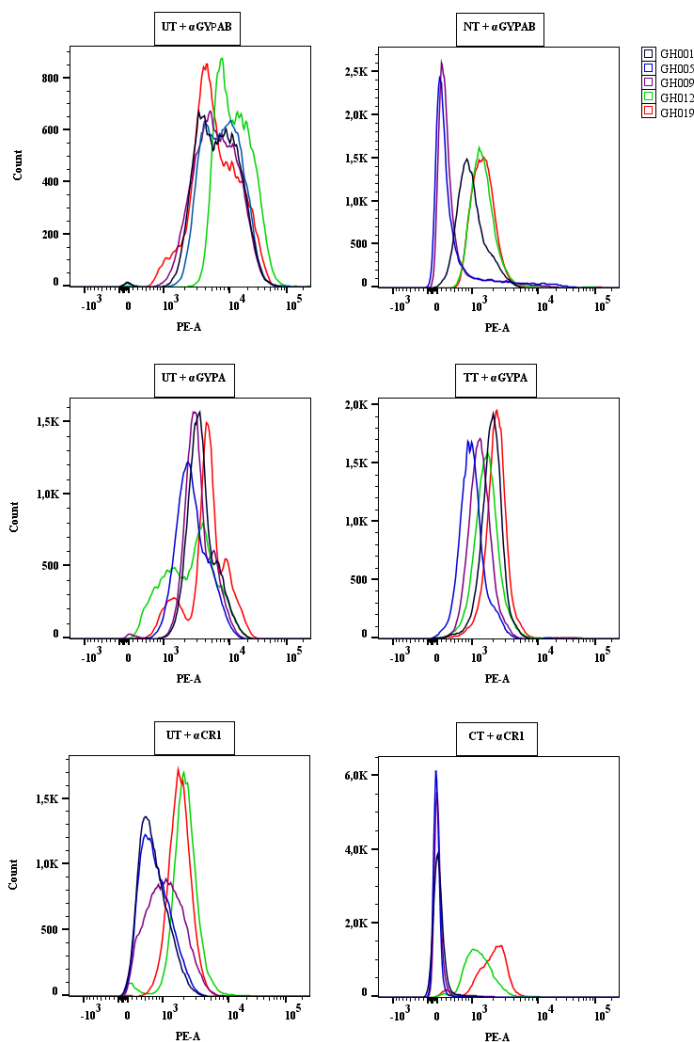 UT + αGYPAB
NT + αGYPAB
GH001
GH005
GH009
GH012
GH019
Count
800
600
400
200
0
-10³ 0 10³ 10⁴ 10⁵
PE-A
2,5K
2,0K
1,5K
1,0K
500
0
-10³ 0 10³ 10⁴ 10⁵
PE-A
UT + αGYPA
TT + αGYPA
Count
1,5K
1,0K
500
0
-10³ 0 10³ 10⁴ 10⁵
PE-A
2,0K
1,5K
1,0K
500
0
-10³ 0 10³ 10⁴ 10⁵
PE-A
UT + αCR1
CT + αCR1
Count
1,5K
1,0K
500
0
-10³ 0 10³ 10⁴ 10⁵
PE-A
6,0K
4,0K
2,0K
0
-10³ 0 10³ 10⁴ 10⁵
PE-A